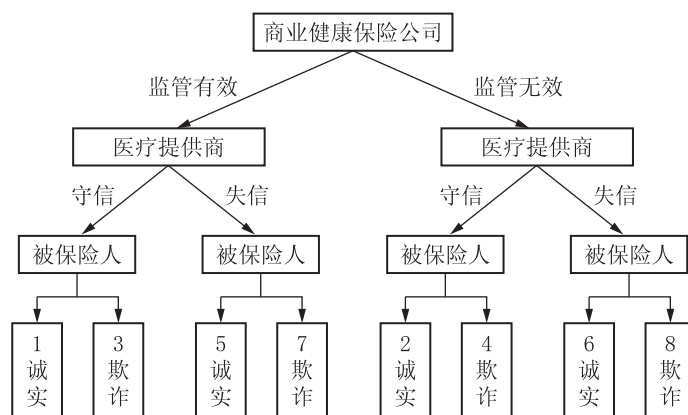 商业健康保险公司
监管有效
监管无效
医疗提供商
医疗提供商
守信
失信
守信
失信
被保险人
被保险人
被保险人
被保险人
1诚实
3欺诈
5诚实
7欺诈
2诚实
4欺诈
6诚实
8欺诈